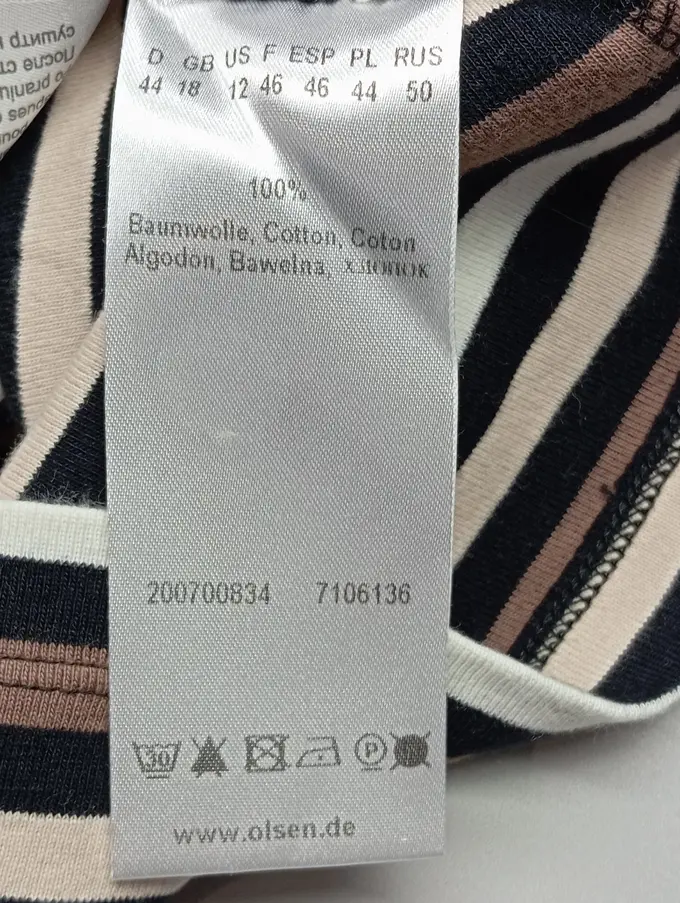 D GB US F ESP PL RUS
44 18 12 46 46 44 50
100%
Baumwolle, Cotton, Coton
Algodon, Bawelna, хлопок
200700834 7106136
30
P
www.olsen.de